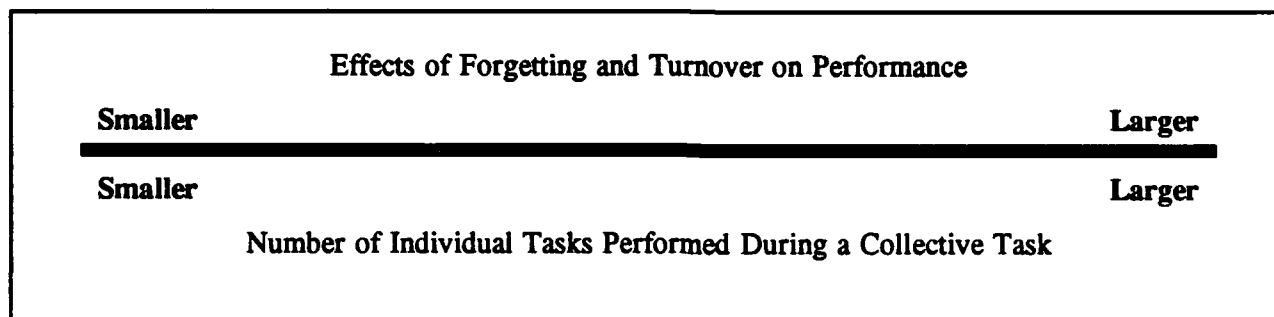 Effects of Forgetting and Turnover on Performance
Smaller Larger
Smaller Larger
Number of Individual Tasks Performed During a Collective Task